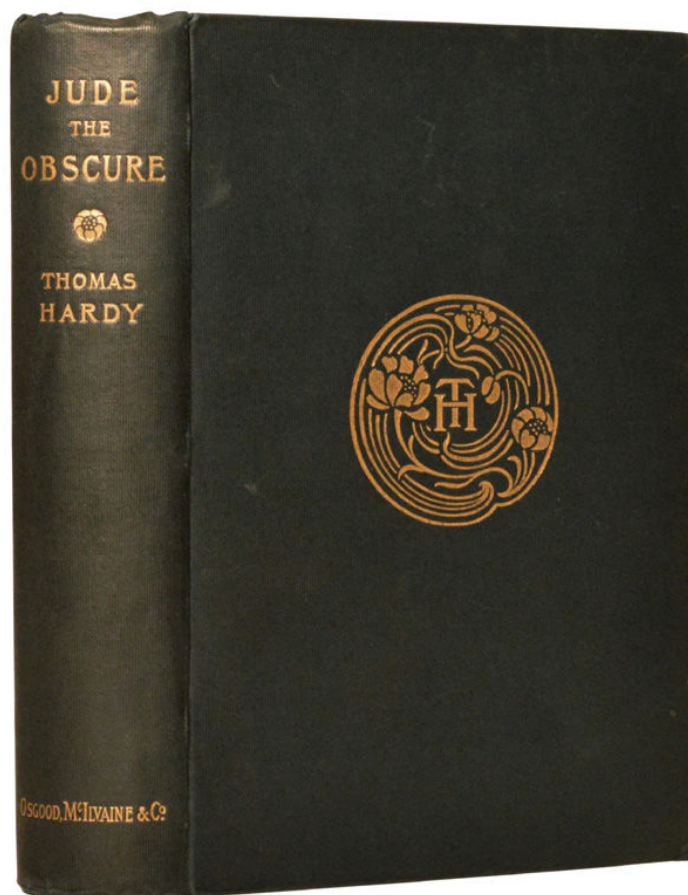 JUDE
THE
OBSCURE
THOMAS
HARDY
OSGOOD, McILVAINE & Co
TH